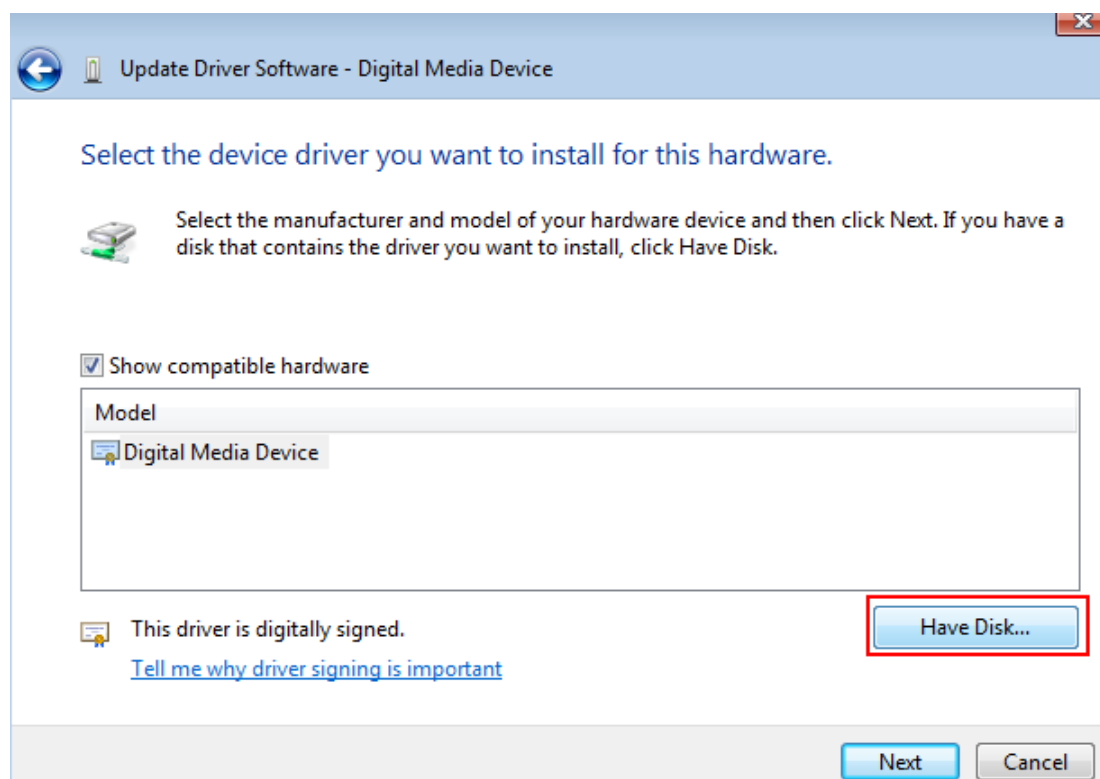 Update Driver Software - Digital Media Device
Select the device driver you want to install for this hardware.
Select the manufacturer and model of your hardware device and then click Next. If you have a
disk that contains the driver you want to install, click Have Disk.
Show compatible hardware
Model
Digital Media Device
This driver is digitally signed.
Have Disk...
Tell me why driver signing is important
Next
Cancel